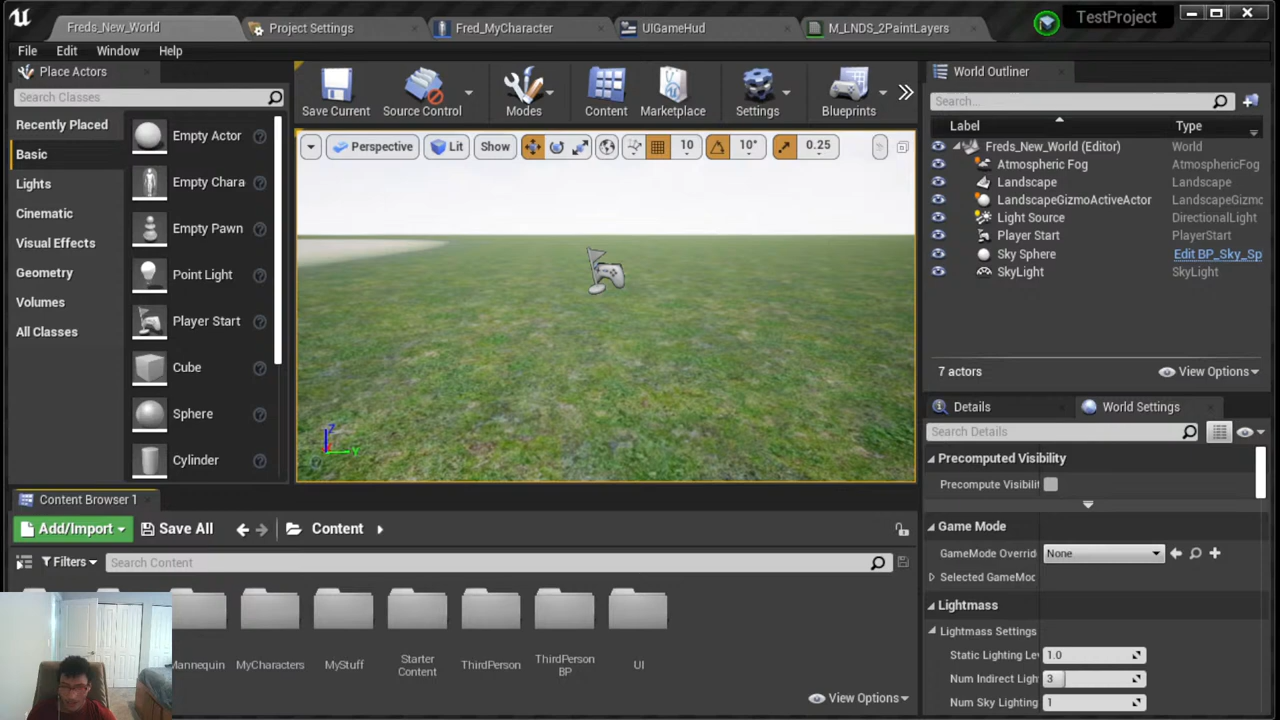 Freds_New_World
Project Settings
Fred_MyCharacter
UIGameHud
M_LNDS_2PaintLayers
TestProject
File
Edit
Window
Help
Place Actors
Search Classes
Recently Placed
Basic
Lights
Cinematic
Visual Effects
Geometry
Volumes
All Classes
Empty Actor
Empty Chara
Empty Pawn
Point Light
Player Start
Cube
Sphere
Cylinder
Save Current
Source Control
Modes
Content
Marketplace
Settings
Blueprints
Perspective
Lit
Show
10
10°
0.25
Z
Y
World Outliner
Search...
Label Type
Freds_New_World (Editor) World
Atmospheric Fog AtmosphericFog
Landscape Landscape
LandscapeGizmoActiveActor LandscapeGizmo
Light Source DirectionalLight
Player Start PlayerStart
Sky Sphere Edit BP_Sky_Sp
SkyLight SkyLight
7 actors
View Options
Details
World Settings
Search Details
Precomputed Visibility
Precompute Visibilit
Game Mode
GameMode Overrid None
Selected GameMod
Lightmass
Lightmass Settings
Static Lighting Le 1.0
Num Indirect Ligh 3
Num Sky Lighting 1
Content Browser 1
Add/Import
Save All
Content
Filters
Search Content
Mannequin
MyCharacters
MyStuff
Starter
Content
ThirdPerson
ThirdPerson
BP
UI
View Options